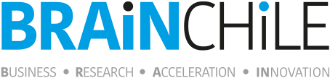 BRAiNCHiLE
BUSINESS • RESEARCH • ACCELERATION • INNOVATION